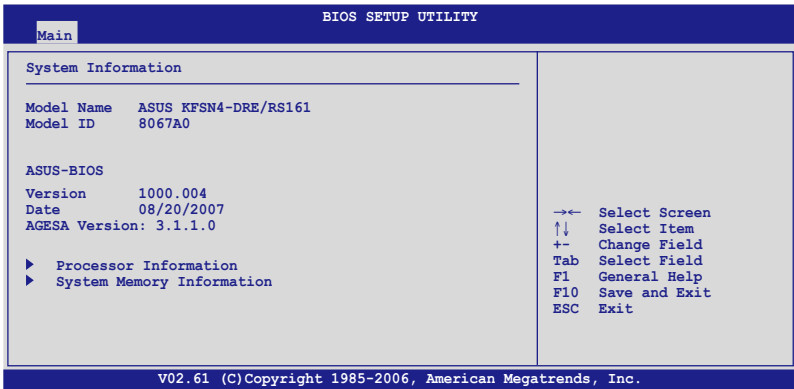 BIOS SETUP UTILITY
Main
System Information
Model Name ASUS KFSN4-DRE/RS161
Model ID 8067A0
ASUS-BIOS
Version 1000.004
Date 08/20/2007
AGESA Version: 3.1.1.0
Processor Information
System Memory Information
→← Select Screen
↑↓ Select Item
+- Change Field
Tab Select Field
F1 General Help
F10 Save and Exit
ESC Exit
V02.61 (C)Copyright 1985-2006, American Megatrends, Inc.